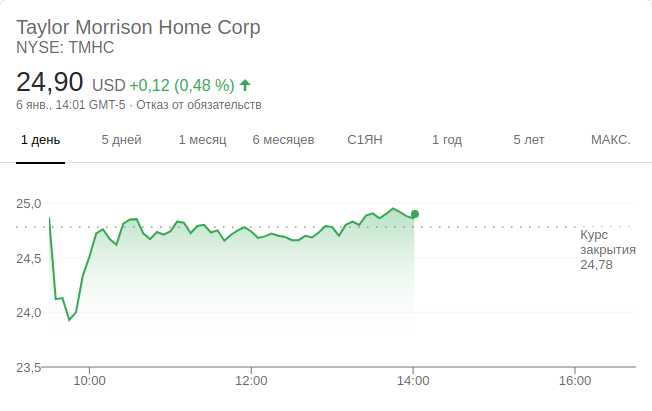 Taylor Morrison Home Corp
NYSE: TMHC
24,90 USD +0,12 (0,48 %)
6 янв., 14:01 GMT-5 · Отказ от обязательств
1 день 5 дней 1 месяц 6 месяцев С1ЯН 1 год 5 лет МАКС.
25,0
Курс
закрытия
24,78
24,5
24,0
23,5
10:00 12:00 14:00 16:00